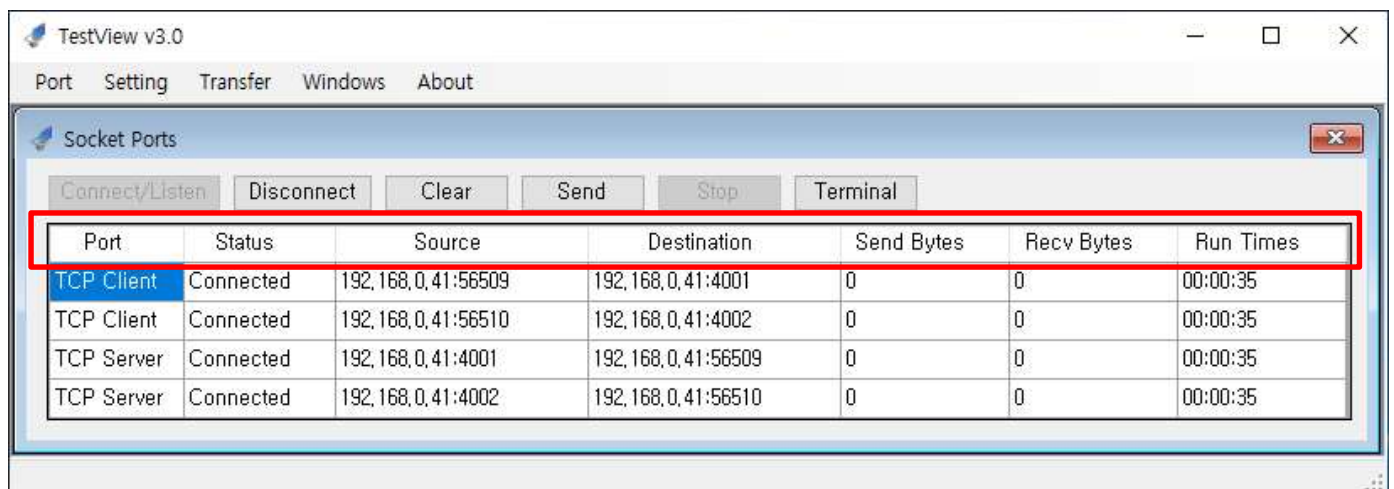 TestView v3.0
Port Setting Transfer Windows About
Socket Ports
Connect/Listen Disconnect Clear Send Stop Terminal
Port Status Source Destination Send Bytes Recv Bytes Run Times
TCP Client Connected 192,168,0,41:56509 192,168,0,41:4001 0 0 00:00:35
TCP Client Connected 192,168,0,41:56510 192,168,0,41:4002 0 0 00:00:35
TCP Server Connected 192,168,0,41:4001 192,168,0,41:56509 0 0 00:00:35
TCP Server Connected 192,168,0,41:4002 192,168,0,41:56510 0 0 00:00:35